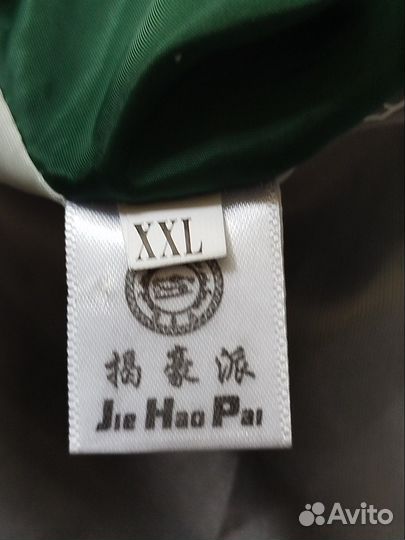 XXL
揭豪派
Jie Hao Pai
Avito